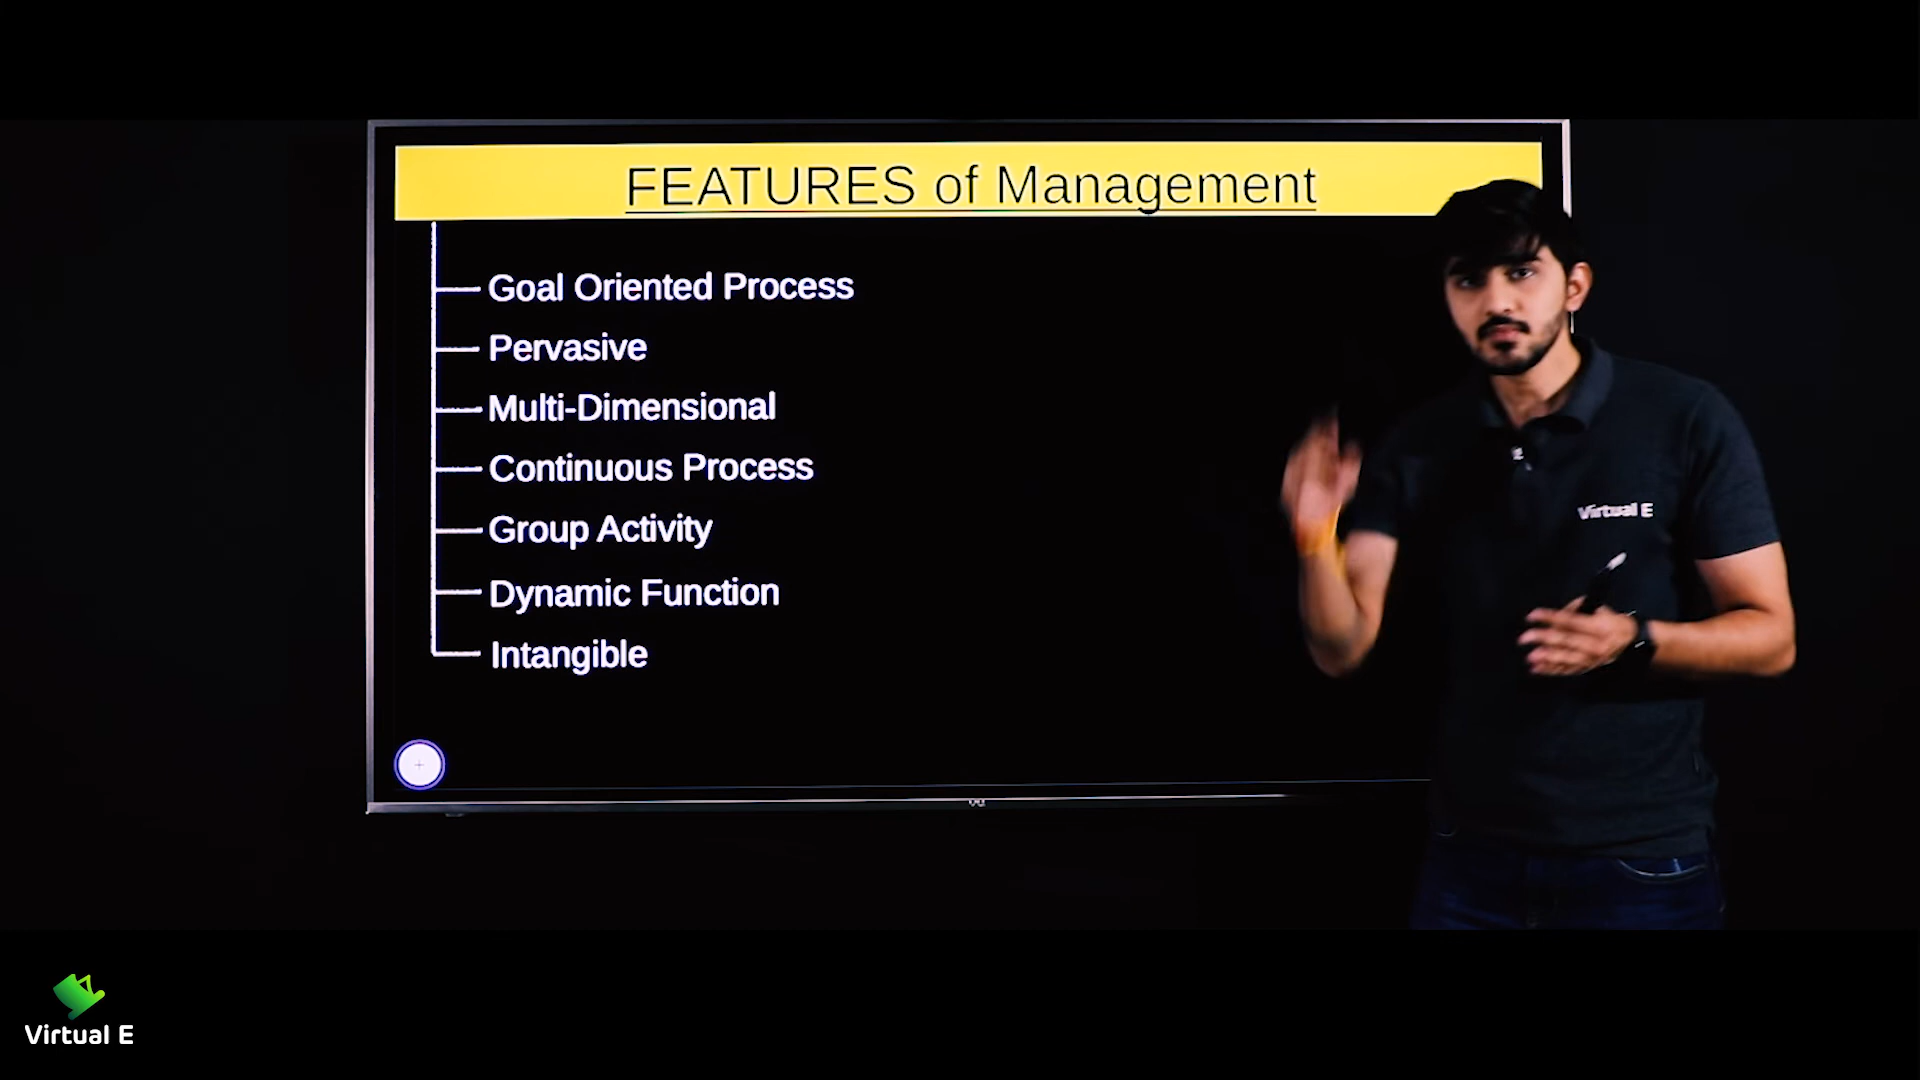 FEATURES of Management
Goal Oriented Process
Pervasive
Multi-Dimensional
Continuous Process
Group Activity
Dynamic Function
Intangible
Virtual E
Virtual E